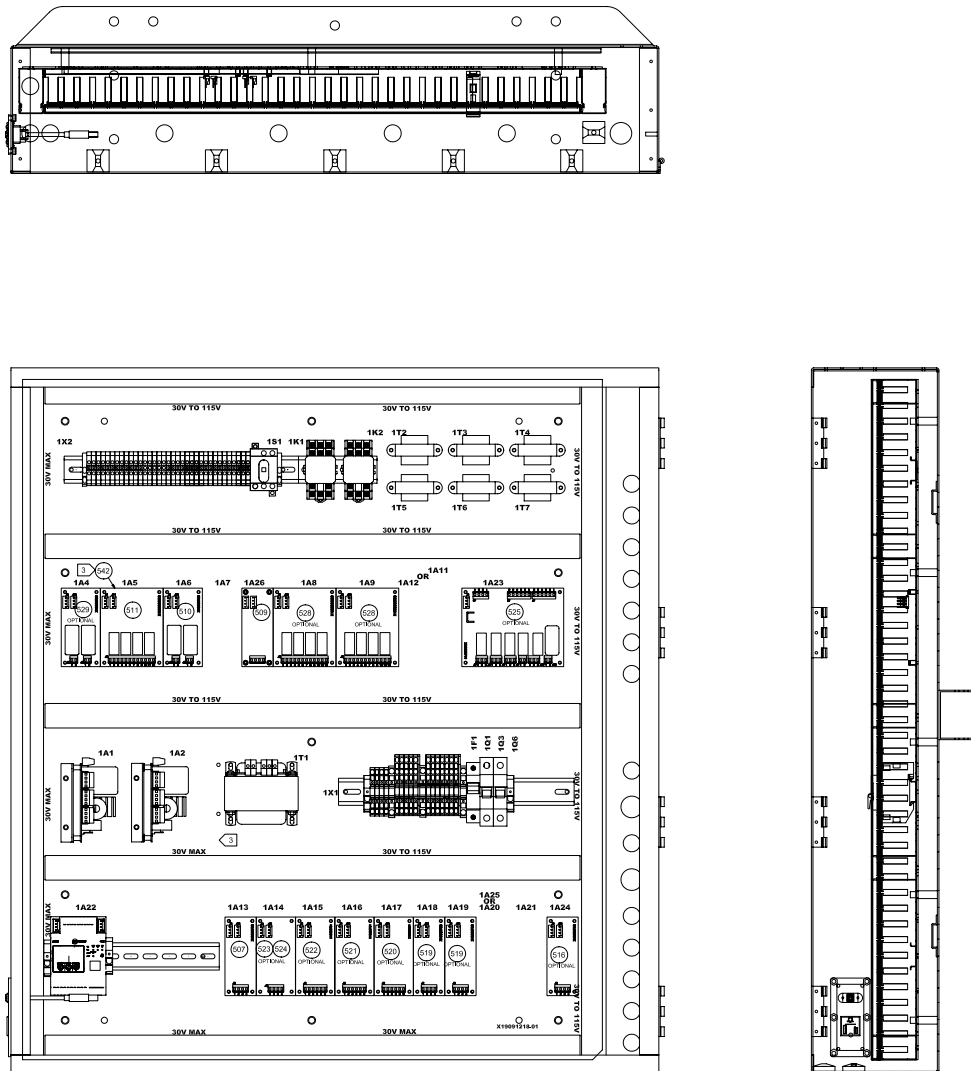 30V TO 115V 30V TO 115V
1X2 1S1 1K1 1K2 1T2 1T3 1T4
30V MAX
30V TO 115V
1T5 1T6 1T7
30V TO 115V 30V TO 115V
3 542
1A4 1A5 1A6 1A7 1A26 1A8 1A9 1A12 OR 1A11 1A23
529 511 510 509 528 528 525
OPTIONAL OPTIONAL OPTIONAL OPTIONAL
30V MAX
30V TO 115V
30V TO 115V 30V TO 115V
1A1 1A2 1T1 1F1 1Q1 1Q3 1Q6
1X1
30V MAX
30V TO 115V
3
30V MAX 30V TO 115V
1A22 1A13 1A14 1A15 1A16 1A17 1A18 1A19 1A25 OR 1A20 1A21 1A24
30V MAX
507 523 524 522 521 520 519 519 516
OPTIONAL OPTIONAL OPTIONAL OPTIONAL OPTIONAL OPTIONAL OPTIONAL
30V TO 115V
30V MAX 30V MAX X19091218-01